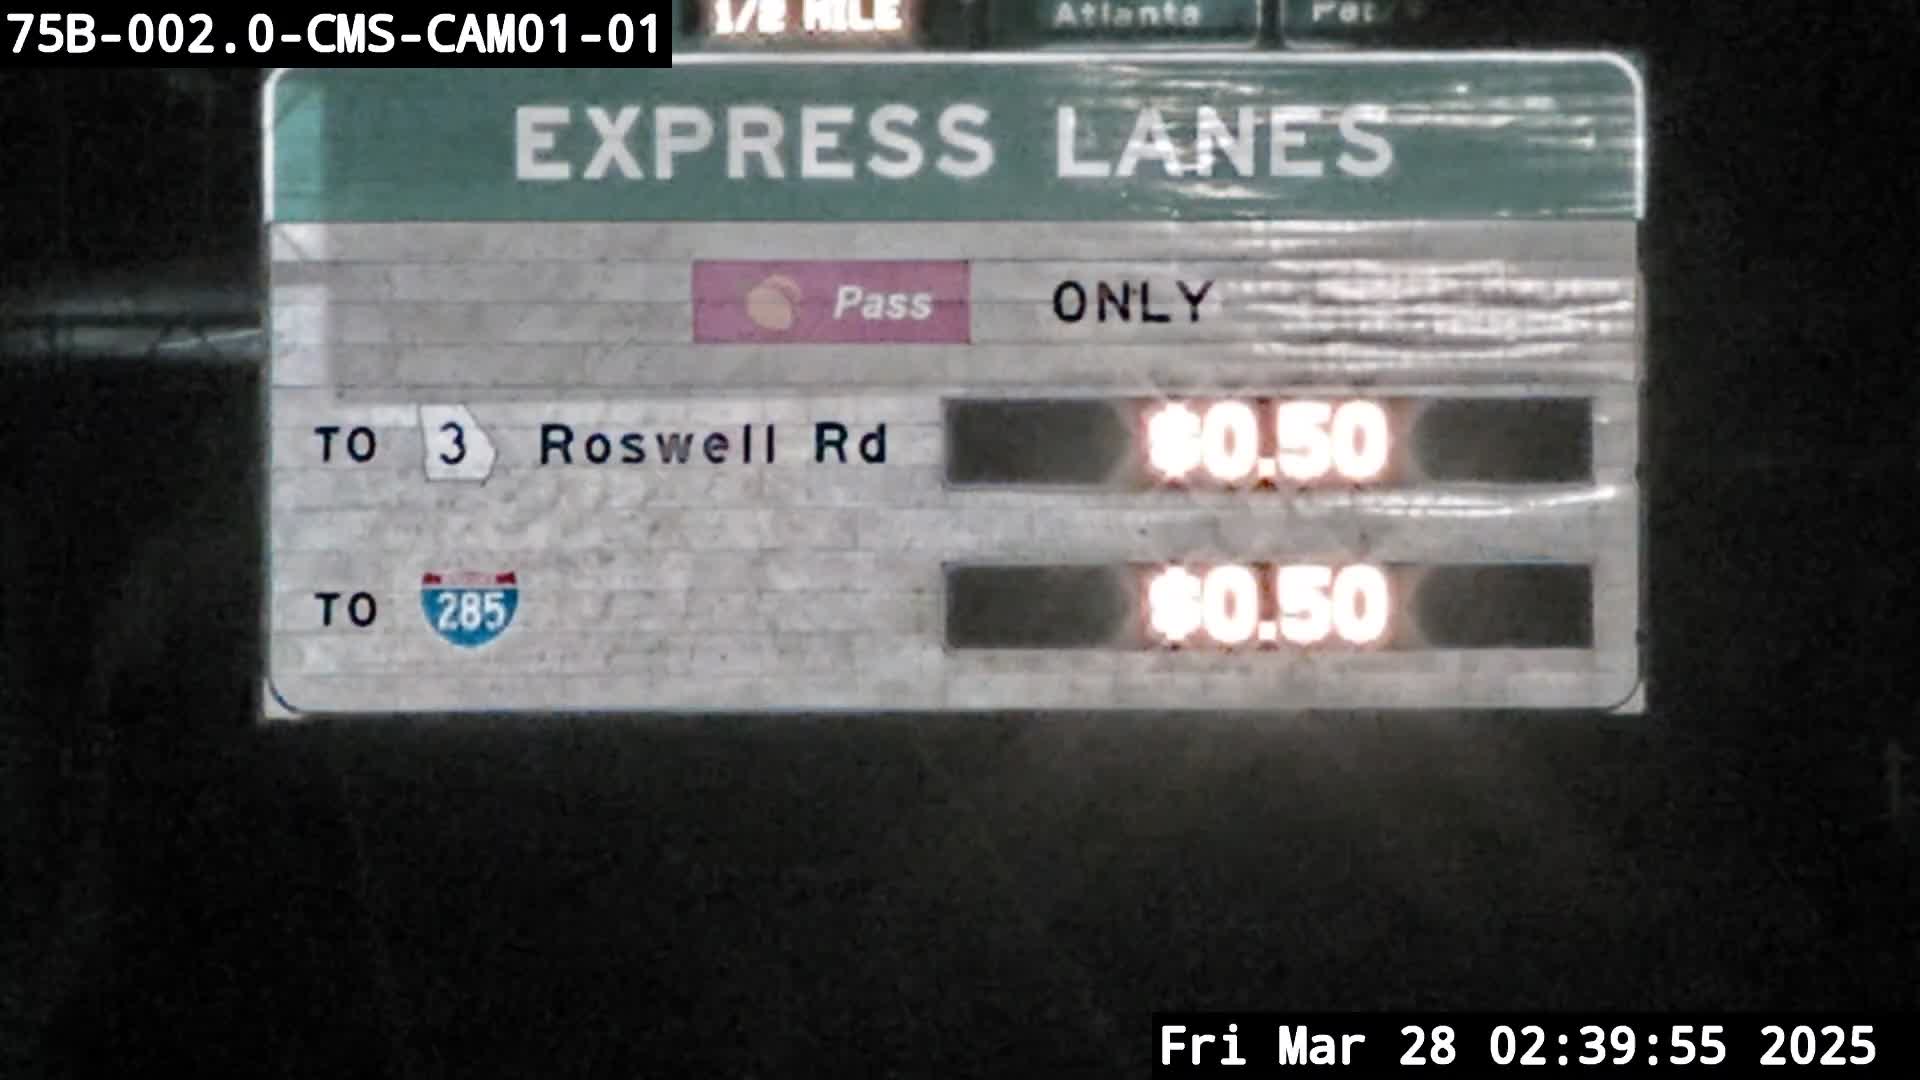 75B-002.0-CMS-CAM01-01
1/2 MILE
Atlanta
EXPRESS LANES
Pass ONLY
TO 3 Roswell Rd $0.50
TO 285 $0.50
Fri Mar 28 02:39:55 2025